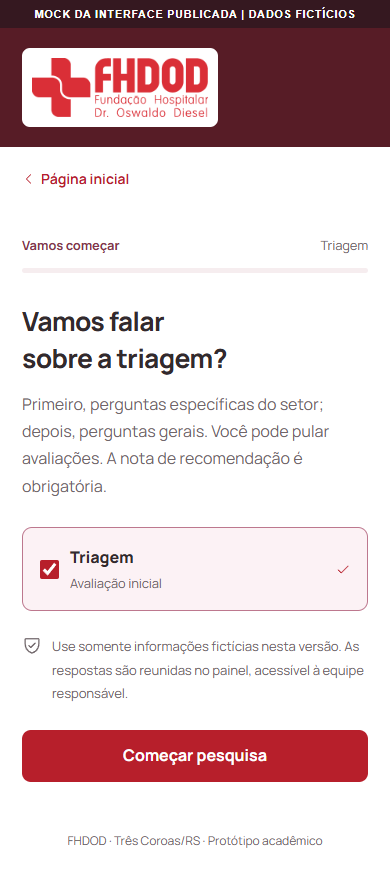 MOCK DA INTERFACE PUBLICADA | DADOS FICTÍCIOS
FHDOD
Fundação Hospitalar
Dr. Oswaldo Diesel
Página inicial
Vamos começar
Triagem
Vamos falar
sobre a triagem?
Primeiro, perguntas específicas do setor;
depois, perguntas gerais. Você pode pular
avaliações. A nota de recomendação é
obrigatória.
Triagem
Avaliação inicial
Use somente informações fictícias nesta versão. As
respostas são reunidas no painel, acessível à equipe
responsável.
Começar pesquisa
FHDOD · Três Coroas/RS · Protótipo acadêmico